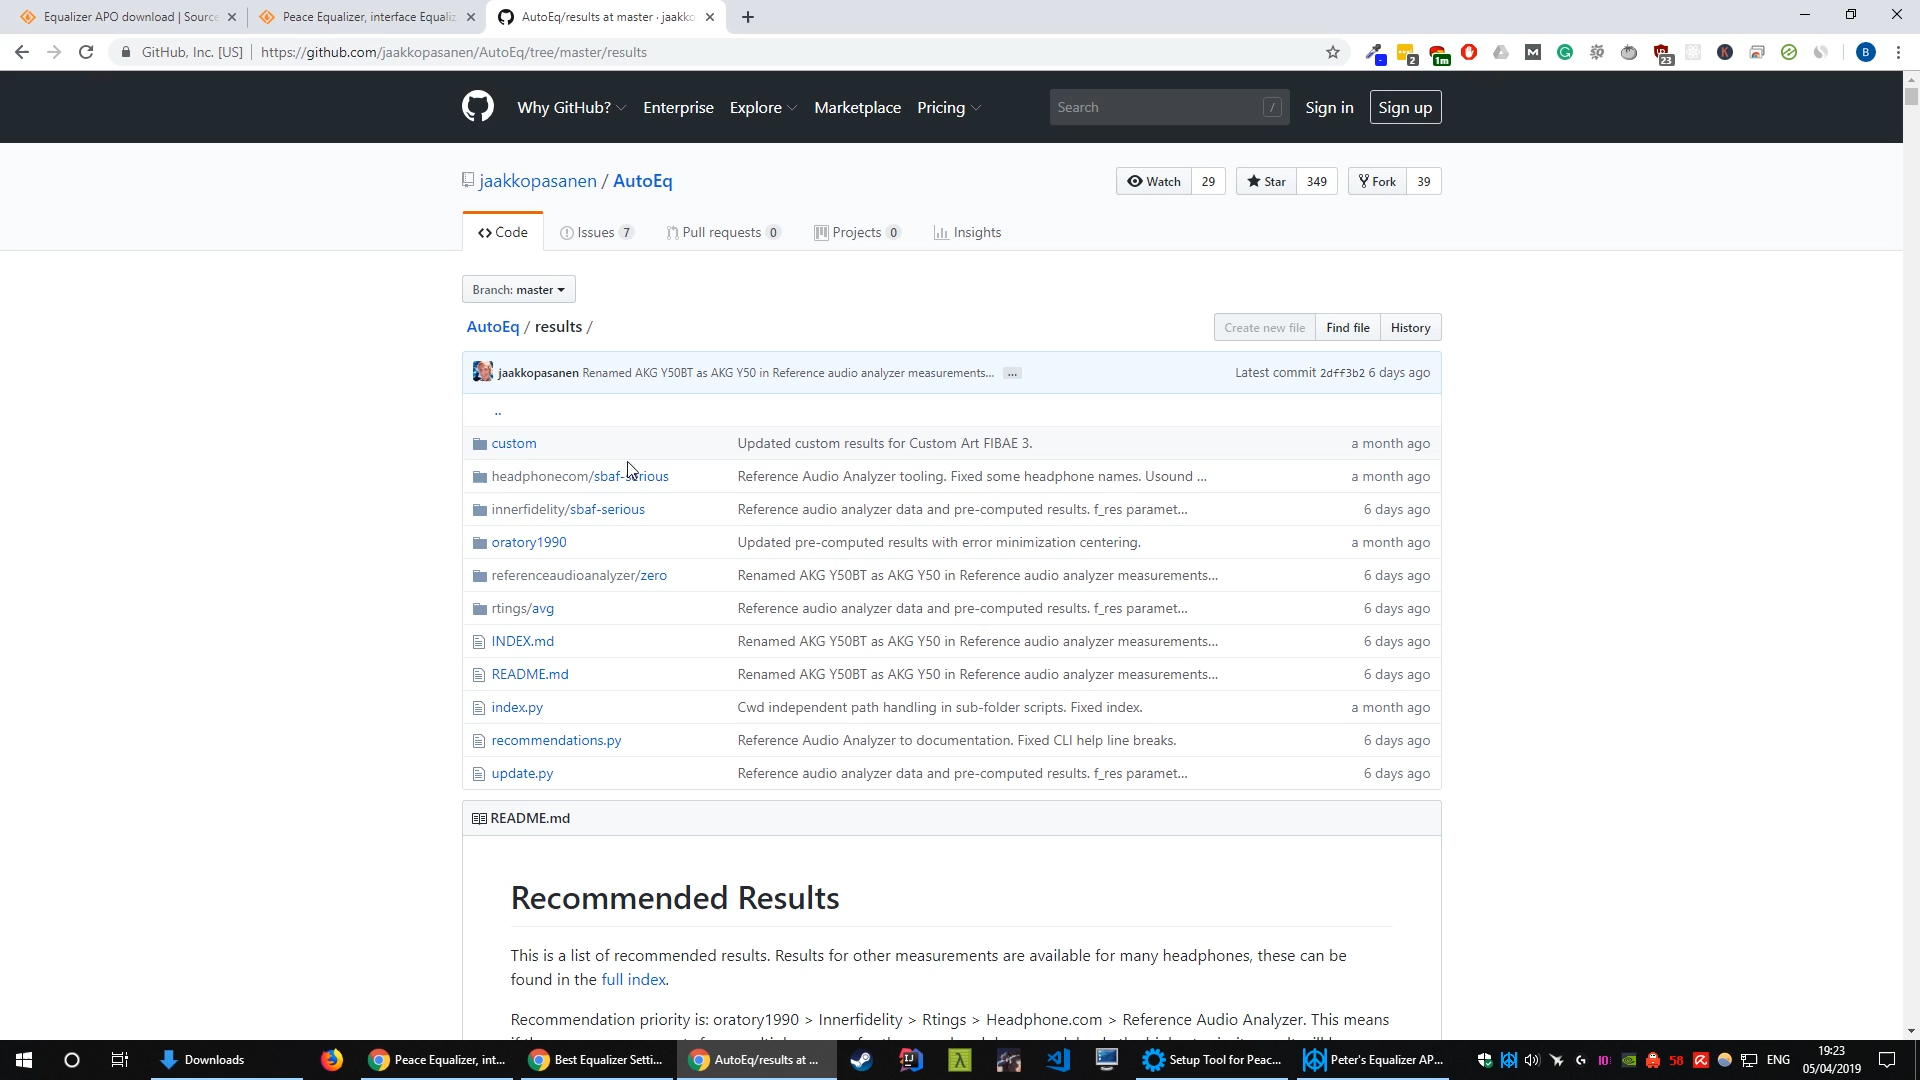 Equalizer APO download | Source
Peace Equalizer, interface Equaliz
AutoEq/results at master · jaakko
GitHub, Inc. [US]
https://github.com/jaakkopasanen/AutoEq/tree/master/results
2
1m
23
B
Why GitHub?
Enterprise
Explore
Marketplace
Pricing
Search
/
Sign in
Sign up
jaakkopasanen / AutoEq
Watch 29
Star 349
Fork 39
Code
Issues 7
Pull requests 0
Projects 0
Insights
Branch: master
AutoEq / results /
Create new file
Find file
History
jaakkopasanen Renamed AKG Y50BT as AKG Y50 in Reference audio analyzer measurements... ...
Latest commit 2dff3b2 6 days ago
..
custom Updated custom results for Custom Art FIBAE 3. a month ago
headphonecom/sbaf-serious Reference Audio Analyzer tooling. Fixed some headphone names. Usound ... a month ago
innerfidelity/sbaf-serious Reference audio analyzer data and pre-computed results. f_res paramet... 6 days ago
oratory1990 Updated pre-computed results with error minimization centering. a month ago
referenceaudioanalyzer/zero Renamed AKG Y50BT as AKG Y50 in Reference audio analyzer measurements... 6 days ago
rtings/avg Reference audio analyzer data and pre-computed results. f_res paramet... 6 days ago
INDEX.md Renamed AKG Y50BT as AKG Y50 in Reference audio analyzer measurements... 6 days ago
README.md Renamed AKG Y50BT as AKG Y50 in Reference audio analyzer measurements... 6 days ago
index.py Cwd independent path handling in sub-folder scripts. Fixed index. a month ago
recommendations.py Reference Audio Analyzer to documentation. Fixed CLI help line breaks. 6 days ago
update.py Reference audio analyzer data and pre-computed results. f_res paramet... 6 days ago
README.md
Recommended Results
This is a list of recommended results. Results for other measurements are available for many headphones, these can be
found in the full index.
Recommendation priority is: oratory1990 > Innerfidelity > Rtings > Headphone.com > Reference Audio Analyzer. This means
Downloads
Peace Equalizer, int...
Best Equalizer Setti...
AutoEq/results at ...
Setup Tool for Peac...
Peter's Equalizer AP...
58
ENG
19:23
05/04/2019